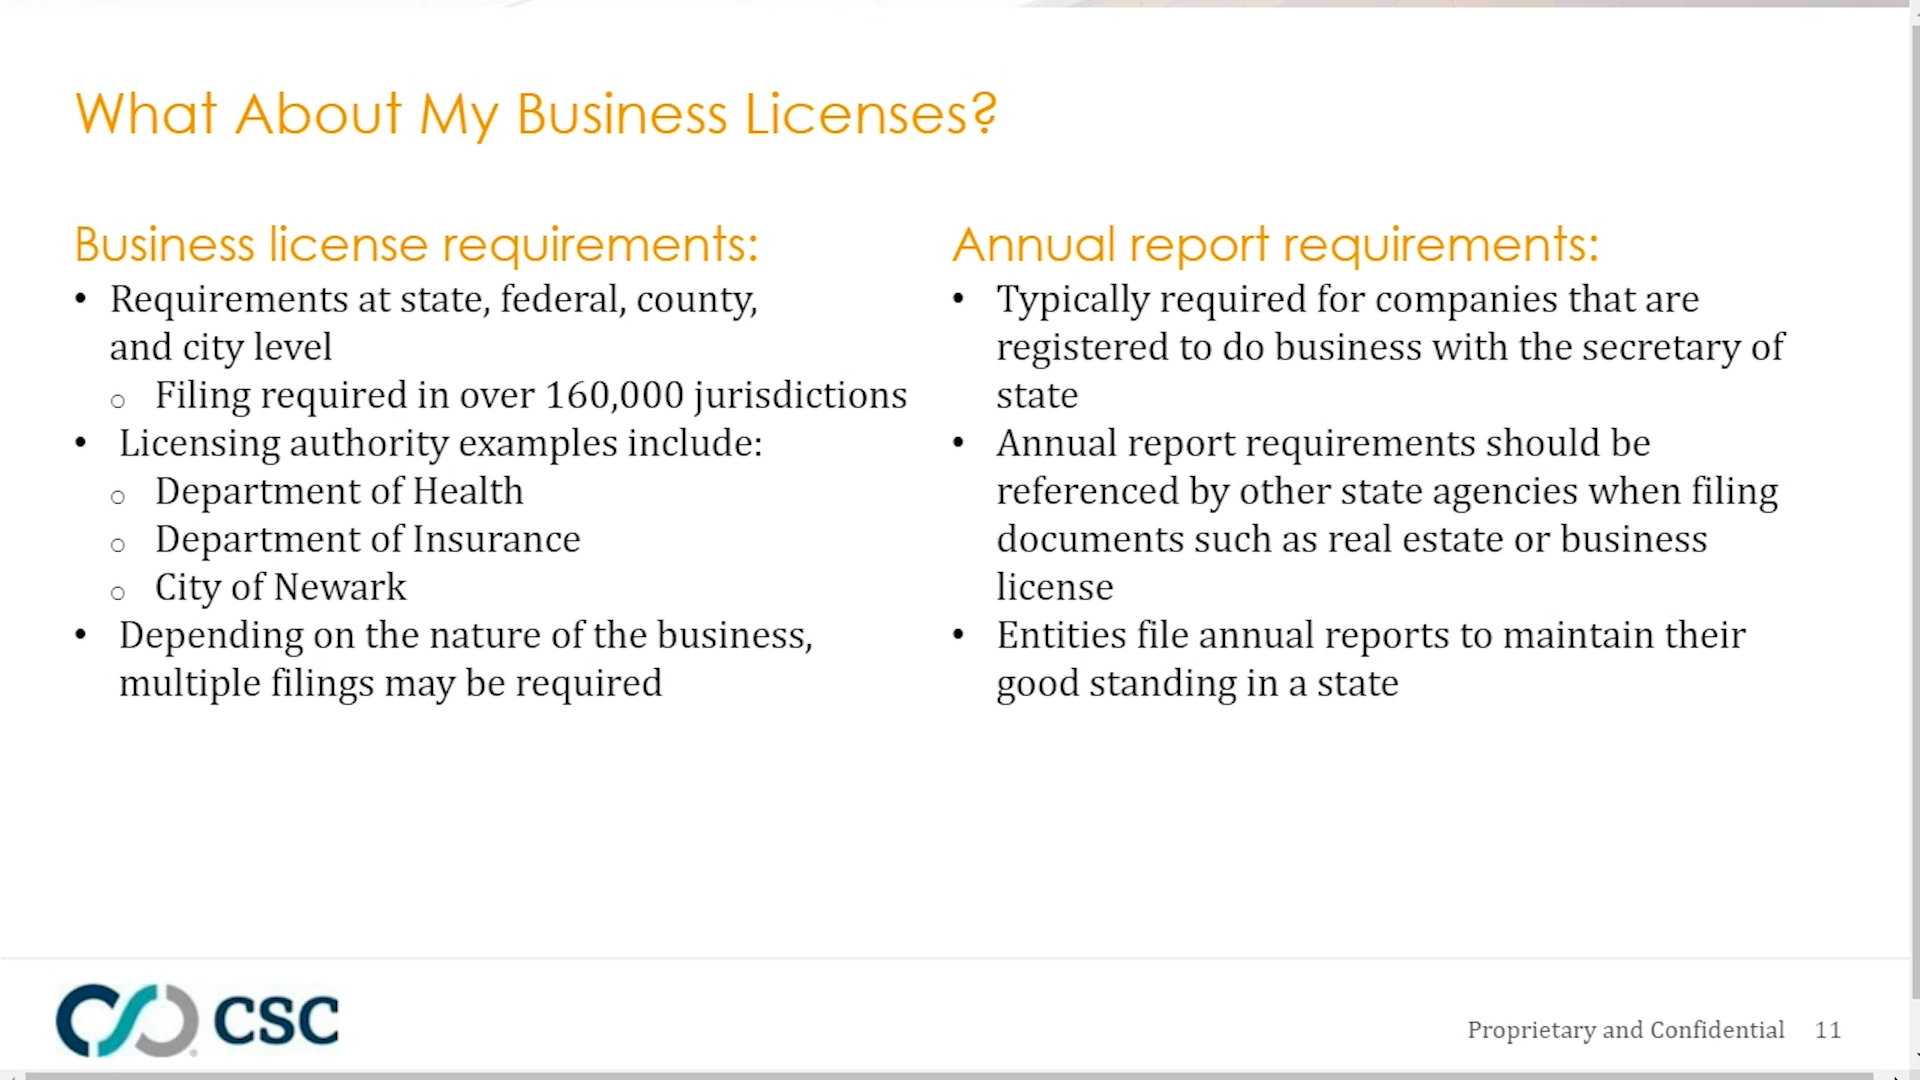 What About My Business Licenses?
Business license requirements:
• Requirements at state, federal, county,
and city level
○ Filing required in over 160,000 jurisdictions
• Licensing authority examples include:
○ Department of Health
○ Department of Insurance
○ City of Newark
• Depending on the nature of the business,
multiple filings may be required
Annual report requirements:
• Typically required for companies that are
registered to do business with the secretary of
state
• Annual report requirements should be
referenced by other state agencies when filing
documents such as real estate or business
license
• Entities file annual reports to maintain their
good standing in a state
CSC
Proprietary and Confidential 11